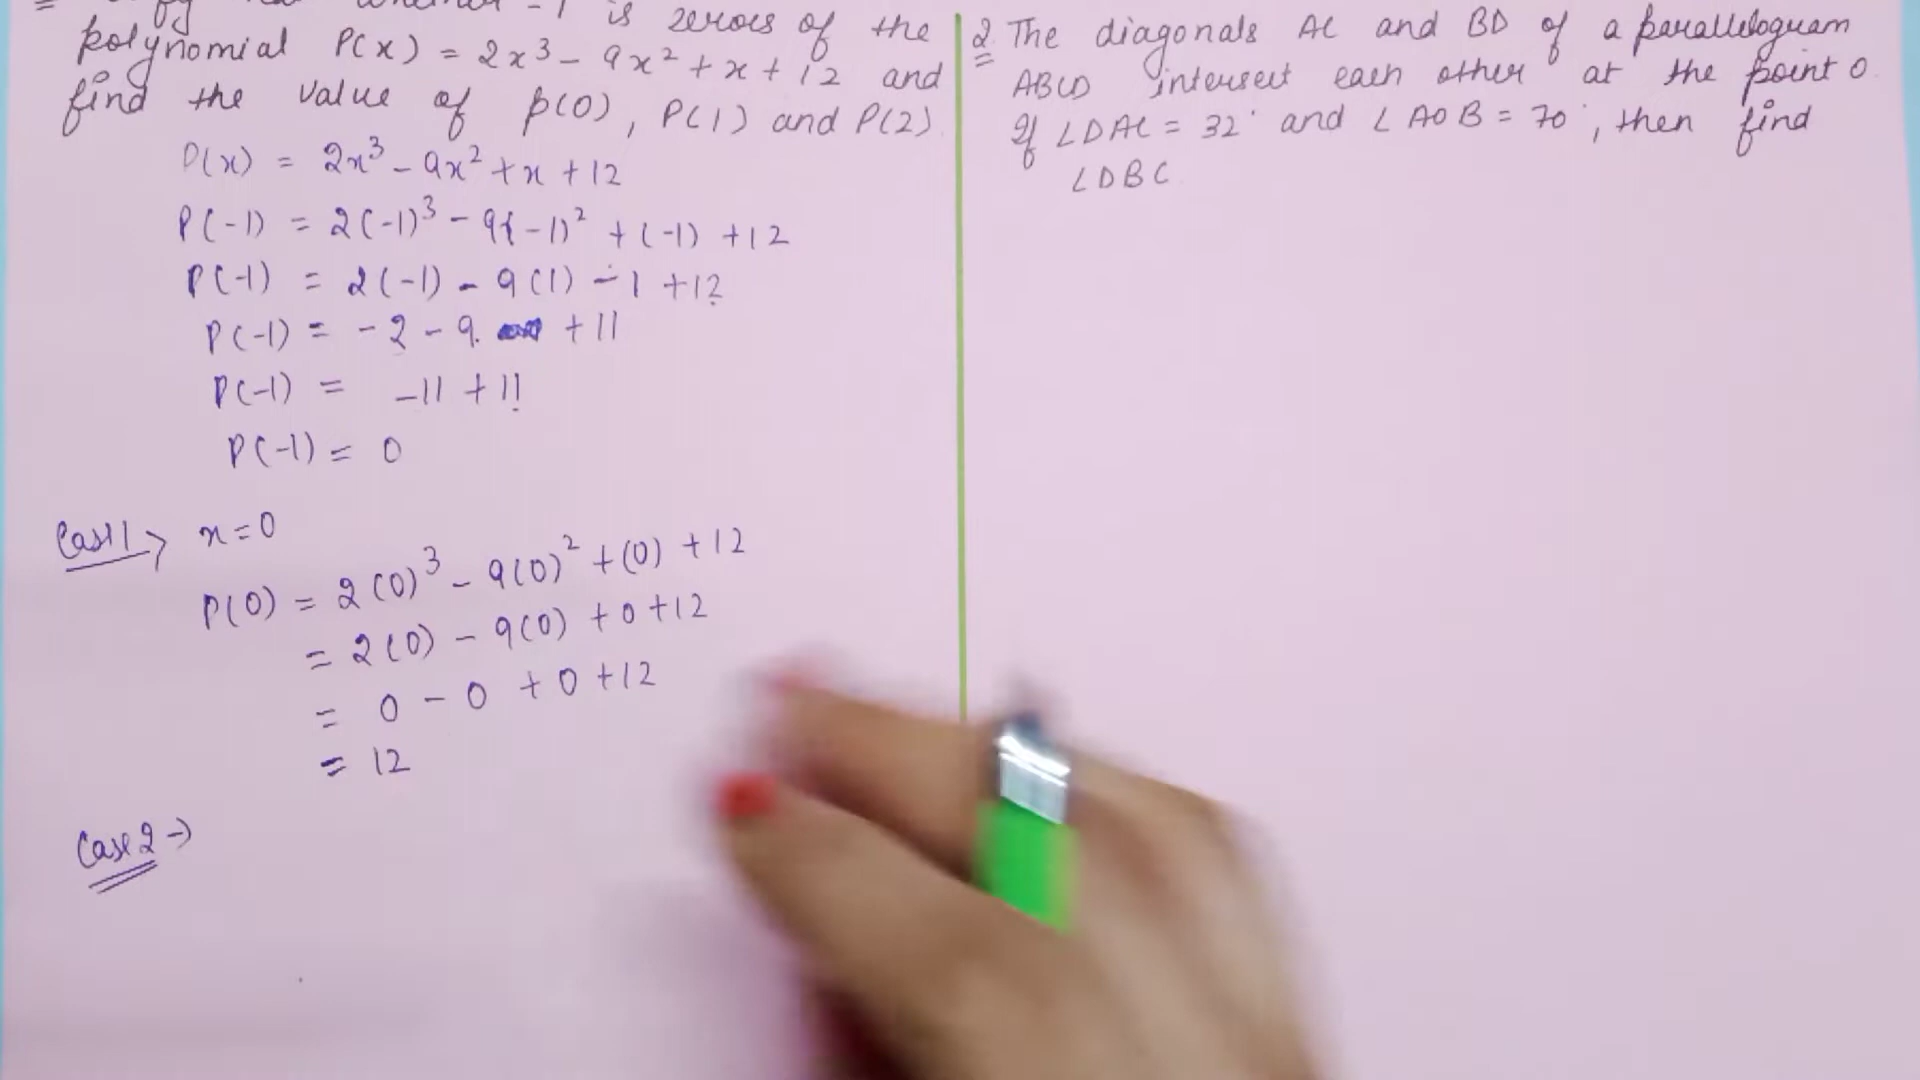 is zeroes of the
polynomial P(x) = 2x³ - 9x² + x + 12 and
find the value of p(0), P(1) and P(2).
P(x) = 2x³ - 9x² + x + 12
P(-1) = 2(-1)³ - 9(-1)² + (-1) + 12
P(-1) = 2(-1) - 9(1) - 1 + 12
P(-1) = -2 - 9 + 11
P(-1) = -11 + 11
P(-1) = 0
Case 1 → x = 0
P(0) = 2(0)³ - 9(0)² + (0) + 12
= 2(0) - 9(0) + 0 + 12
= 0 - 0 + 0 + 12
= 12
Case 2 →
2. The diagonals AC and BD of a parallelogram
ABCD intersect each other at the point O.
If ∠DAC = 32° and ∠AOB = 70°, then find
∠DBC